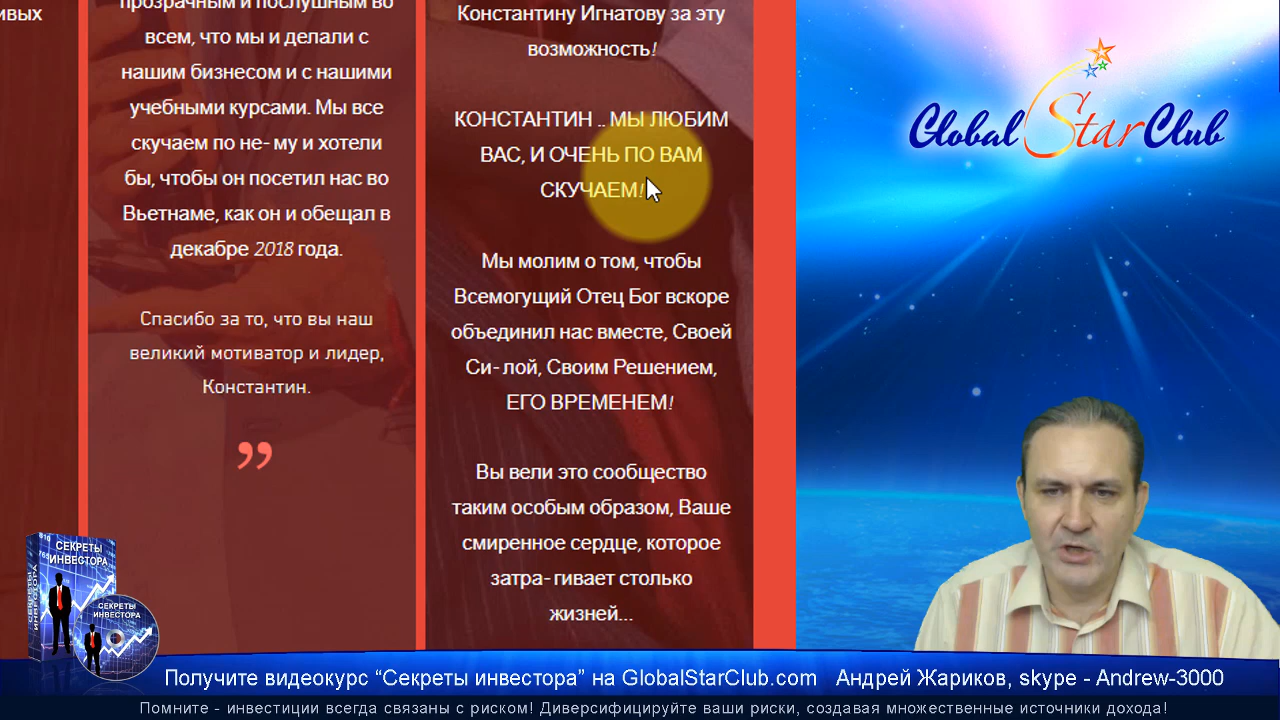 ивых
прозрачным и послушным во
всем, что мы и делали с
нашим бизнесом и с нашими
учебными курсами. Мы все
скучаем по не- му и хотели
бы, чтобы он посетил нас во
Вьетнаме, как он и обещал в
декабре 2018 года.
Спасибо за то, что вы наш
великий мотиватор и лидер,
Константин.
”
Константину Игнатову за эту
возможность!
КОНСТАНТИН .. МЫ ЛЮБИМ
ВАС, И ОЧЕНЬ ПО ВАМ
СКУЧАЕМ!
Мы молим о том, чтобы
Всемогущий Отец Бог вскоре
объединил нас вместе, Своей
Си- лой, Своим Решением,
ЕГО ВРЕМЕНЕМ!
Вы вели это сообщество
таким особым образом, Ваше
смиренное сердце, которое
затра- гивает столько
жизней...
Global Star Club
СЕКРЕТЫ
ИНВЕСТОРА
СЕКРЕТЫ
ИНВЕСТОРА
Получите видеокурс “Секреты инвестора” на GlobalStarClub.com Андрей Жариков, skype - Andrew-3000
Помните - инвестиции всегда связаны с риском! Диверсифицируйте ваши риски, создавая множественные источники дохода!